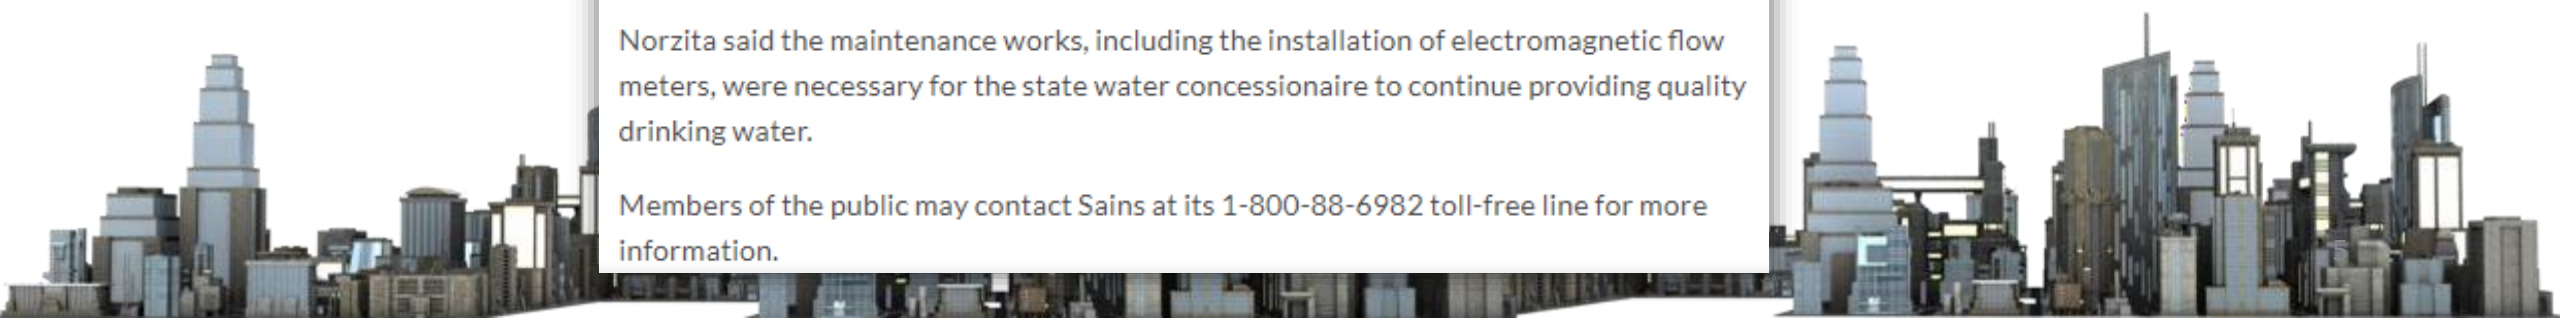 Norzita said the maintenance works, including the installation of electromagnetic flow
meters, were necessary for the state water concessionaire to continue providing quality
drinking water.
Members of the public may contact Sains at its 1-800-88-6982 toll-free line for more
information.
5